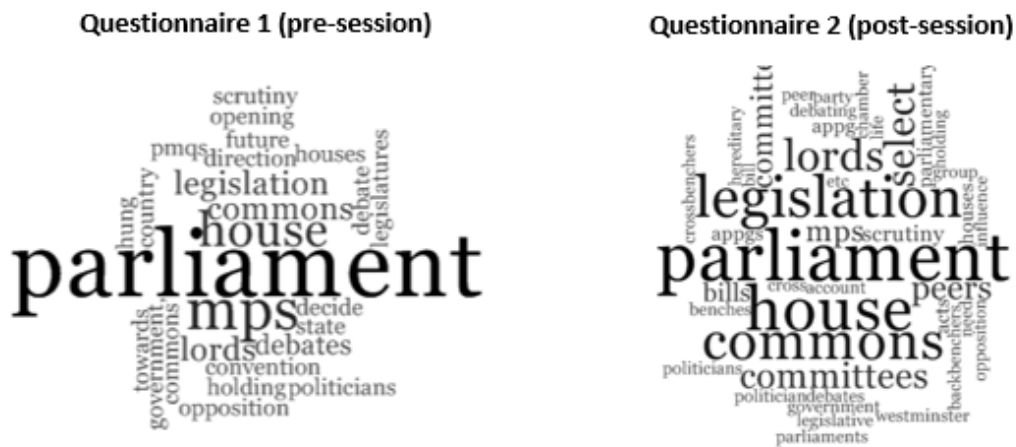 Questionnaire 1 (pre-session)
scrutiny
opening
future
pmqs
direction
houses
legislation
commons
house
hung
country
debate
legislatures
parliament
mps
decide
state
lords
debates
convention
holding
politicians
opposition
towards
government,
commons
Questionnaire 2 (post-session)
peer
party
debating
appg
chamber
life
committe
select
parliamentary
holding
hereditary
bill
crossbenchers
lords
etc
group
legislation
houses
influence
appgs
mps
scrutiny
parliament
cross
account
bills
peers
benches
house
acts
need
opposition
backbenchers
commons
politicians
committees
politician
debates
government
westminster
legislative
parliaments